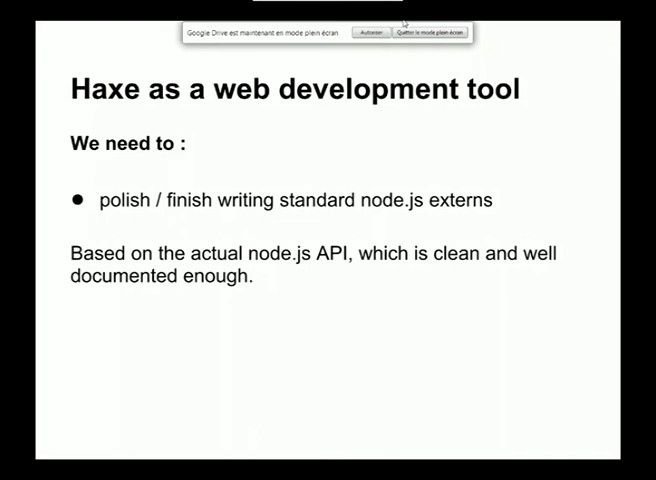 Google Drive est maintenant en mode plein écran
Autoriser
Quitter le mode plein écran
Haxe as a web development tool
We need to :
● polish / finish writing standard node.js externs
Based on the actual node.js API, which is clean and well
documented enough.